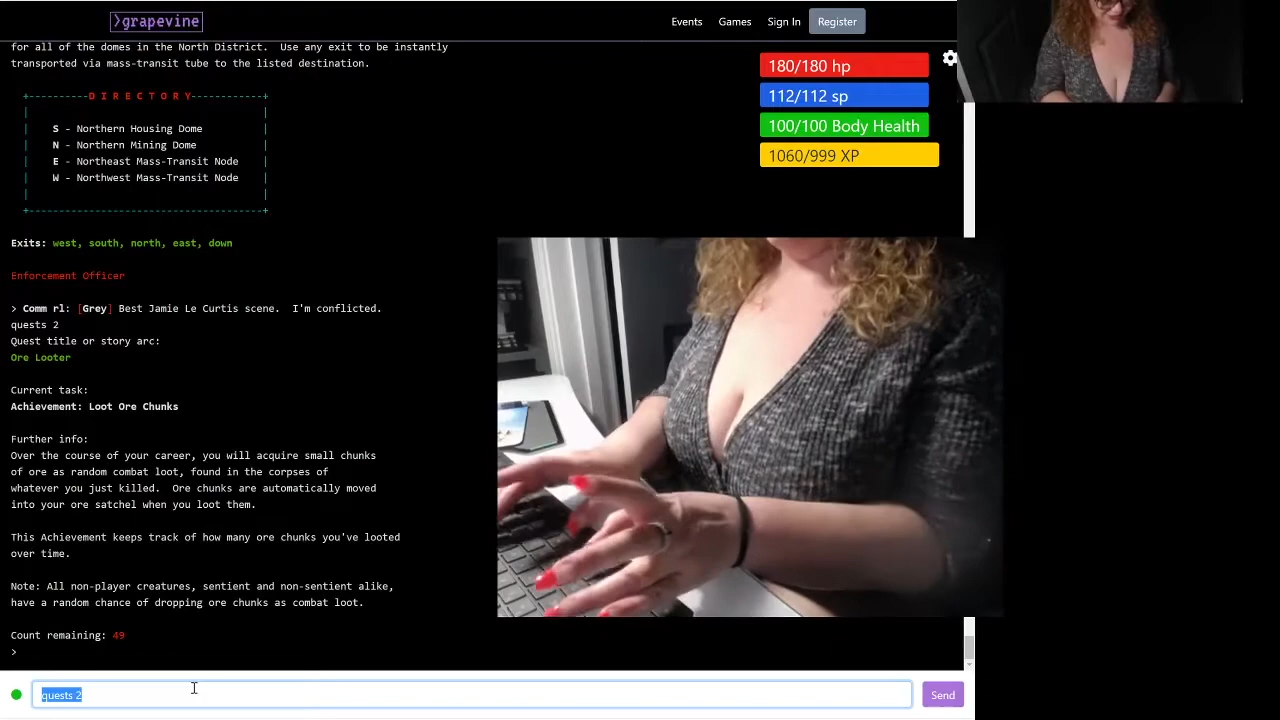 >grapevine
Events Games Sign In Register
for all of the domes in the North District.  Use any exit to be instantly
transported via mass-transit tube to the listed destination.
180/180 hp
112/112 sp
100/100 Body Health
1060/999 XP
+----------D I R E C T O R Y-----------+
S - Northern Housing Dome
N - Northern Mining Dome
E - Northeast Mass-Transit Node
W - Northwest Mass-Transit Node
Exits: west, south, north, east, down
Enforcement Officer
> Comm rl: [Grey] Best Jamie Le Curtis scene.  I'm conflicted.
quests 2
Quest title or story arc:
Ore Looter
Current task:
Achievement: Loot Ore Chunks
Further info:
Over the course of your career, you will acquire small chunks
of ore as random combat loot, found in the corpses of
whatever you just killed.  Ore chunks are automatically moved
into your ore satchel when you loot them.
This Achievement keeps track of how many ore chunks you've looted
over time.
Note: All non-player creatures, sentient and non-sentient alike,
have a random chance of dropping ore chunks as combat loot.
Count remaining: 49
>
quests 2
Send